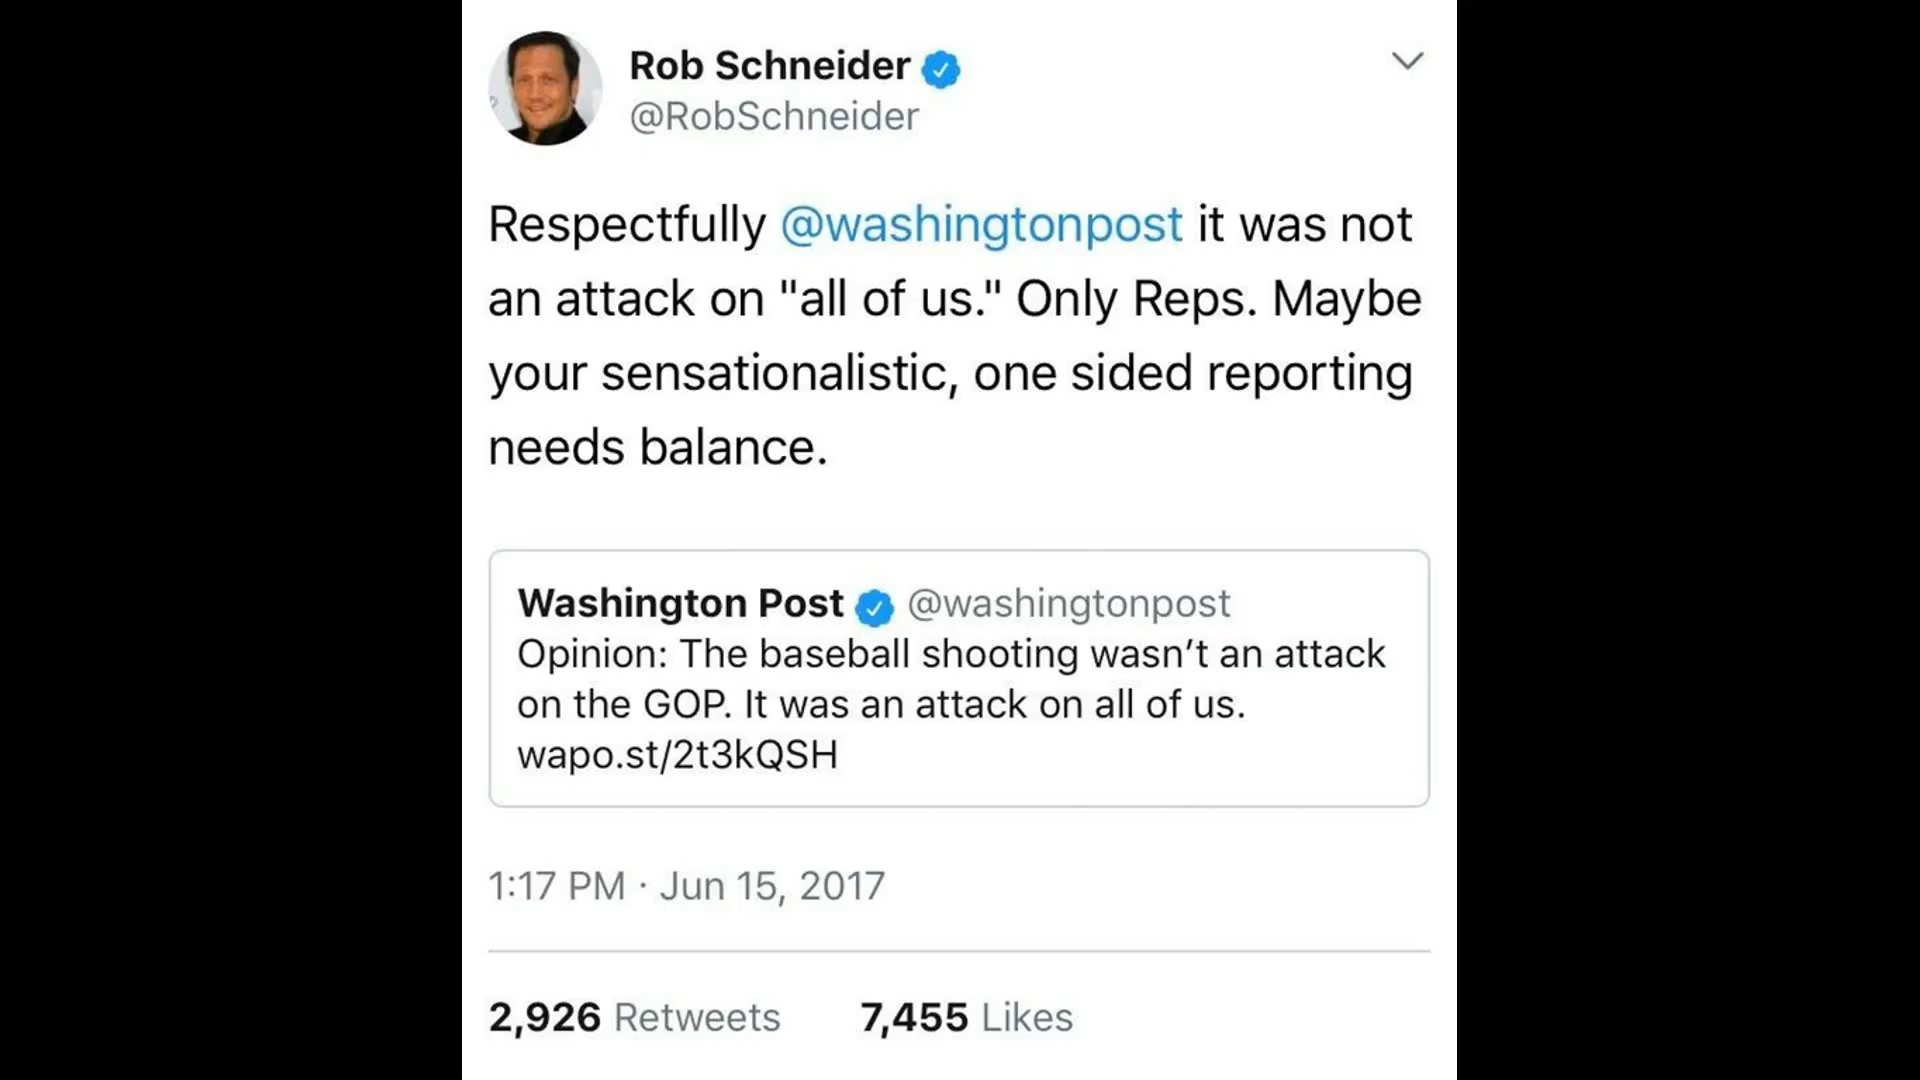 Rob Schneider
@RobSchneider
Respectfully @washingtonpost it was not
an attack on "all of us." Only Reps. Maybe
your sensationalistic, one sided reporting
needs balance.
Washington Post @washingtonpost
Opinion: The baseball shooting wasn’t an attack
on the GOP. It was an attack on all of us.
wapo.st/2t3kQSH
1:17 PM · Jun 15, 2017
2,926 Retweets 7,455 Likes